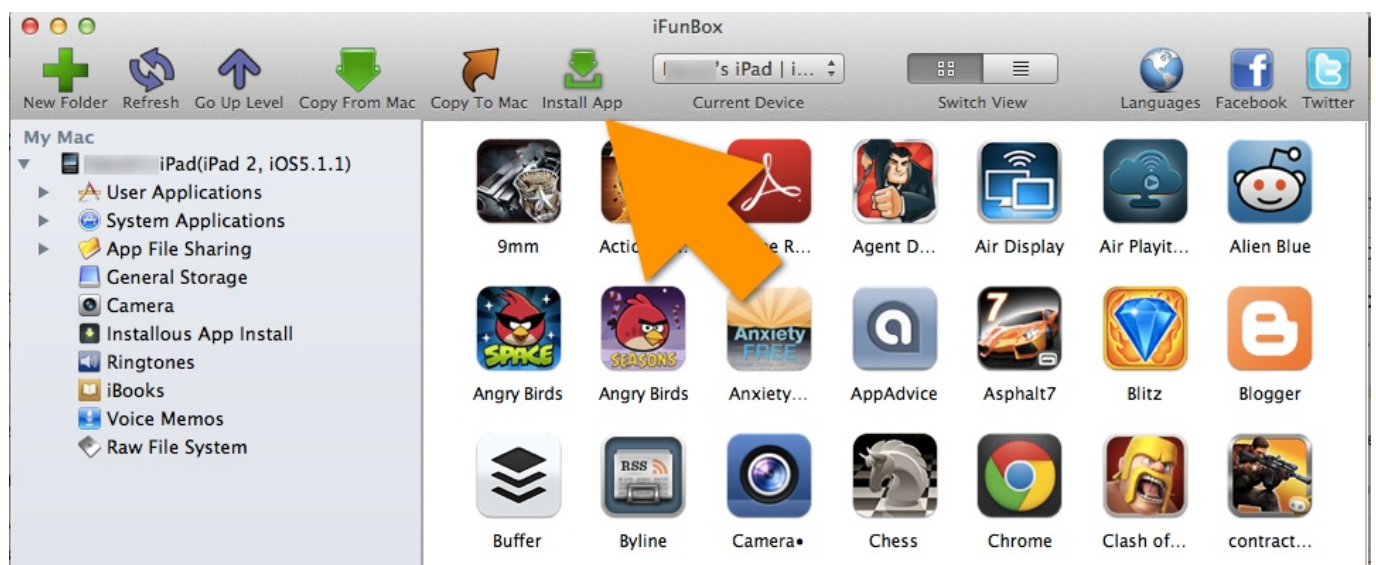 iFunBox
New Folder Refresh Go Up Level Copy From Mac Copy To Mac Install App 's iPad | i... Current Device Switch View Languages Facebook Twitter
My Mac
iPad(iPad 2, iOS5.1.1)
User Applications
System Applications
App File Sharing
General Storage
Camera
Installous App Install
Ringtones
iBooks
Voice Memos
Raw File System
9mm Actio... R... Agent D... Air Display Air Playit... Alien Blue
7
SPACE SEASONS Anxiety
FREE
Angry Birds Angry Birds Anxiety... AppAdvice Asphalt7 Blitz Blogger
RSS
Buffer Byline Camera• Chess Chrome Clash of... contract...